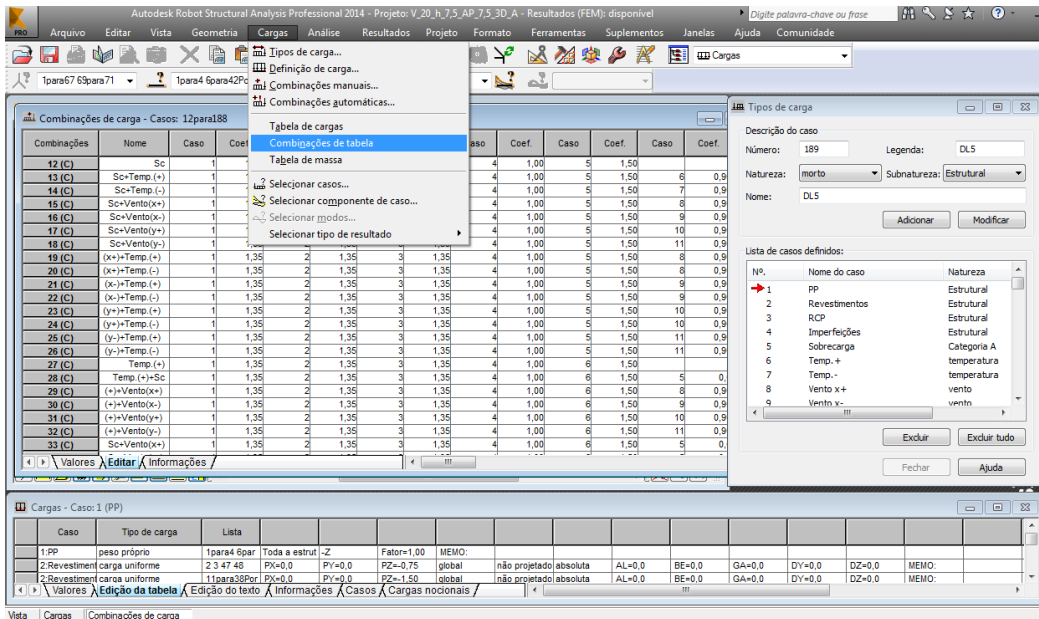 Autodesk Robot Structural Analysis Professional 2014 - Projeto: V_20_h_7,5_AP_7,5_3D_A - Resultados (FEM): disponível
Digite palavra-chave ou frase
PRO Arquivo Editar Vista Geometria Cargas Análise Resultados Projeto Formato Ferramentas Suplementos Janelas Ajuda Comunidade
Cargas
1para67 69para71 1para4 6para42Po
Tipos de carga...
Definição de carga...
Combinações manuais...
Combinações automáticas...
Tabela de cargas
Combinações de tabela
Tabela de massa
Selecionar casos...
Selecionar componente de caso...
Selecionar modos...
Selecionar tipo de resultado
Combinações de carga - Casos: 12para188
Combinações Nome Caso Coef. Caso Coef. Caso Coef.
12 (C) Sc 1 4 1,00 5 1,50
13 (C) Sc+Temp.(+) 1 4 1,00 5 1,50 6 0,9
14 (C) Sc+Temp.(-) 1 4 1,00 5 1,50 7 0,9
15 (C) Sc+Vento(x+) 1 4 1,00 5 1,50 8 0,9
16 (C) Sc+Vento(x-) 1 4 1,00 5 1,50 9 0,9
17 (C) Sc+Vento(y+) 1 4 1,00 5 1,50 10 0,9
18 (C) Sc+Vento(y-) 1 4 1,00 5 1,50 11 0,9
19 (C) (x+)+Temp.(+) 1 1,35 2 1,35 3 1,35 4 1,00 5 1,50 8 0,9
20 (C) (x+)+Temp.(-) 1 1,35 2 1,35 3 1,35 4 1,00 5 1,50 8 0,9
21 (C) (x-)+Temp.(+) 1 1,35 2 1,35 3 1,35 4 1,00 5 1,50 9 0,9
22 (C) (x-)+Temp.(-) 1 1,35 2 1,35 3 1,35 4 1,00 5 1,50 9 0,9
23 (C) (y+)+Temp.(+) 1 1,35 2 1,35 3 1,35 4 1,00 5 1,50 10 0,9
24 (C) (y+)+Temp.(-) 1 1,35 2 1,35 3 1,35 4 1,00 5 1,50 10 0,9
25 (C) (y-)+Temp.(+) 1 1,35 2 1,35 3 1,35 4 1,00 5 1,50 11 0,9
26 (C) (y-)+Temp.(-) 1 1,35 2 1,35 3 1,35 4 1,00 5 1,50 11 0,9
27 (C) Temp.(+) 1 1,35 2 1,35 3 1,35 4 1,00 6 1,50
28 (C) Temp.(+)+Sc 1 1,35 2 1,35 3 1,35 4 1,00 6 1,50 5 0,
29 (C) (+)+Vento(x+) 1 1,35 2 1,35 3 1,35 4 1,00 6 1,50 8 0,9
30 (C) (+)+Vento(x-) 1 1,35 2 1,35 3 1,35 4 1,00 6 1,50 9 0,9
31 (C) (+)+Vento(y+) 1 1,35 2 1,35 3 1,35 4 1,00 6 1,50 10 0,9
32 (C) (+)+Vento(y-) 1 1,35 2 1,35 3 1,35 4 1,00 6 1,50 11 0,9
33 (C) Sc+Vento(x+) 1 1,35 2 1,35 3 1,35 4 1,00 6 1,50 5 0,
Valores Editar Informações
Tipos de carga
Descrição do caso
Número: 189 Legenda: DL5
Natureza: morto Subnatureza: Estrutural
Nome: DL5
Adicionar Modificar
Lista de casos definidos:
Nº. Nome do caso Natureza
1 PP Estrutural
2 Revestimentos Estrutural
3 RCP Estrutural
4 Imperfeições Estrutural
5 Sobrecarga Categoria A
6 Temp.+ temperatura
7 Temp.- temperatura
8 Vento x+ vento
9 Vento x- vento
Excluir Excluir tudo
Fechar Ajuda
Cargas - Caso: 1 (PP)
Caso Tipo de carga Lista
1:PP peso próprio 1para4 6par Toda a estrut -Z Fator=1,00 MEMO:
2:Revestiment carga uniforme 2 3 47 48 PX=0,0 PY=0,0 PZ=-0,75 global não projetado absoluta AL=0,0 BE=0,0 GA=0,0 DY=0,0 DZ=0,0 MEMO:
2:Revestiment carga uniforme 11para38Por PX=0,0 PY=0,0 PZ=-1,50 global não projetado absoluta AL=0,0 BE=0,0 GA=0,0 DY=0,0 DZ=0,0 MEMO:
Valores Edição da tabela Edição do texto Informações Casos Cargas nocionais
Vista Cargas Combinações de carga